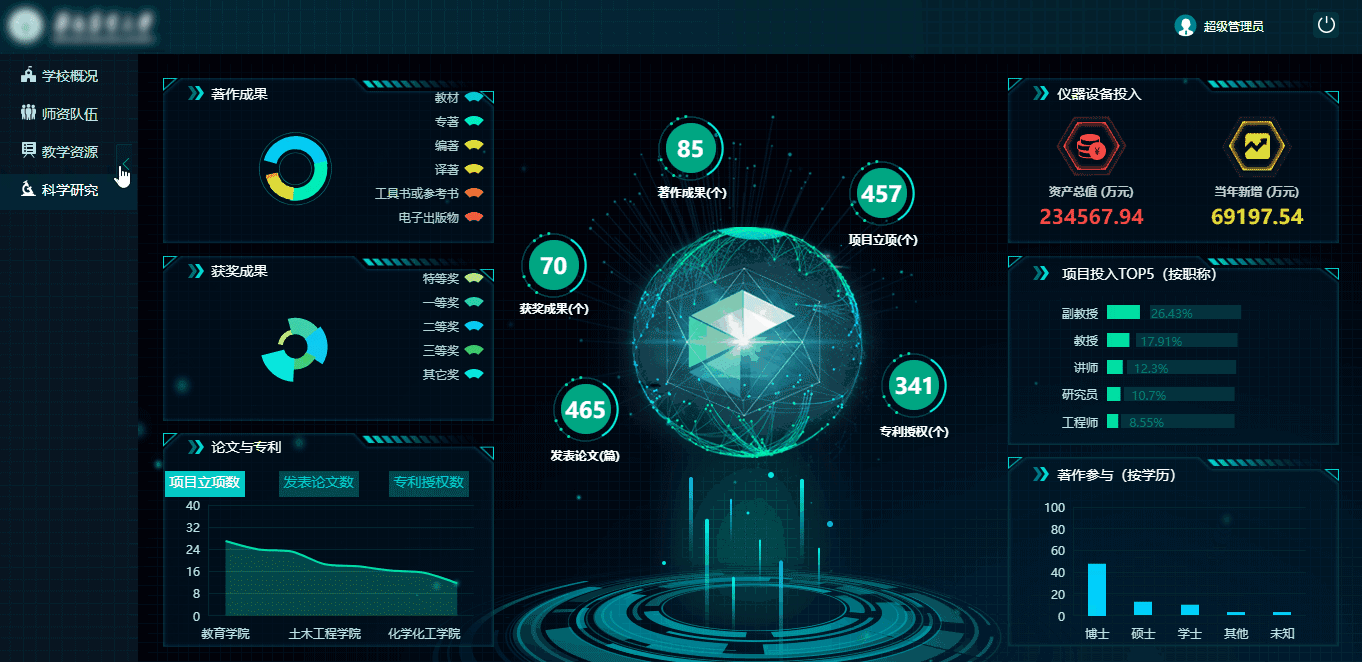 超级管理员
学校概况
师资队伍
教学资源
科学研究
著作成果
教材
专著
编著
译著
工具书或参考书
电子出版物
获奖成果
特等奖
一等奖
二等奖
三等奖
其它奖
论文与专利
项目立项数 发表论文数 专利授权数
40
32
24
16
8
0
教育学院 土木工程学院 化学化工学院
85
著作成果(个)
457
项目立项(个)
70
获奖成果(个)
341
专利授权(个)
465
发表论文(篇)
仪器设备投入
资产总值 (万元) 当年新增 (万元)
234567.94 69197.54
项目投入TOP5（按职称）
副教授 26.43%
教授 17.91%
讲师 12.3%
研究员 10.7%
工程师 8.55%
著作参与（按学历）
100
80
60
40
20
0
博士 硕士 学士 其他 未知